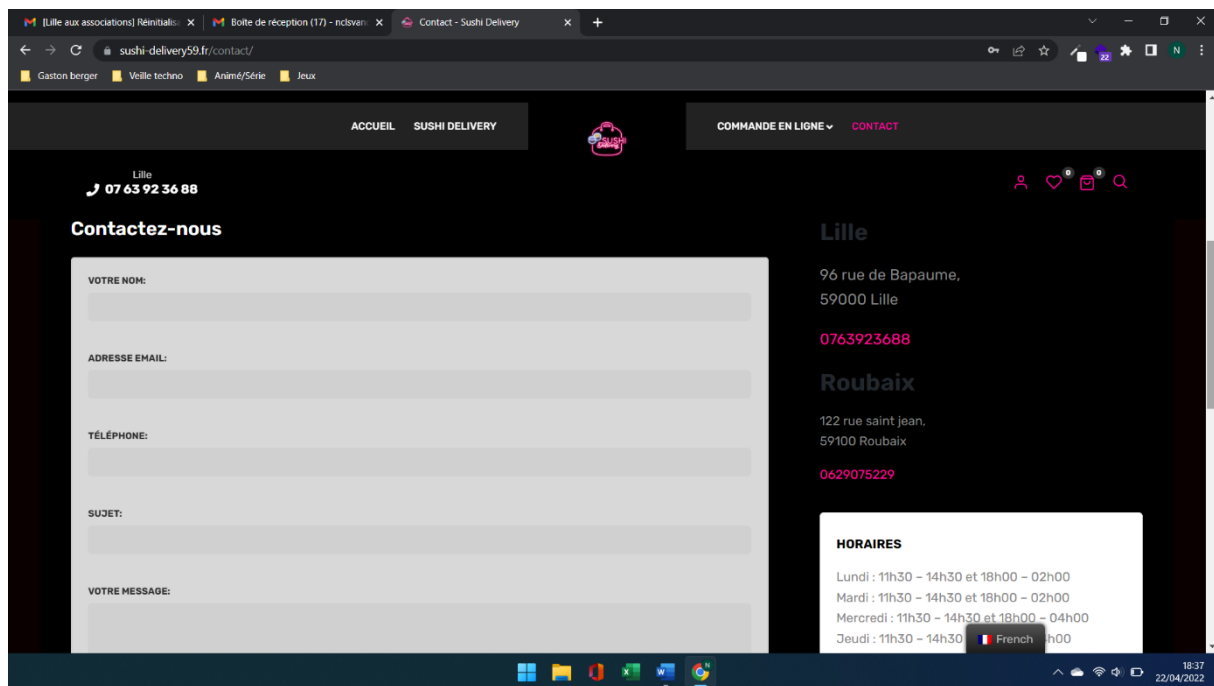 [Lille aux associations] Réinitialis
Boîte de réception (17) - nclsvan
Contact - Sushi Delivery
sushi-delivery59.fr/contact/
22
N
Gaston berger
Veille techno
Animé/Série
Jeux
ACCUEIL
SUSHI DELIVERY
SUSHI
COMMANDE EN LIGNE
CONTACT
Lille
07 63 92 36 88
0
0
Contactez-nous
VOTRE NOM:
ADRESSE EMAIL:
TÉLÉPHONE:
SUJET:
VOTRE MESSAGE:
Lille
96 rue de Bapaume,
59000 Lille
0763923688
Roubaix
122 rue saint jean,
59100 Roubaix
0629075229
HORAIRES
Lundi : 11h30 – 14h30 et 18h00 – 02h00
Mardi : 11h30 – 14h30 et 18h00 – 02h00
Mercredi : 11h30 – 14h30 et 18h00 – 04h00
Jeudi : 11h30 – 14h30 h00
French
18:37
22/04/2022